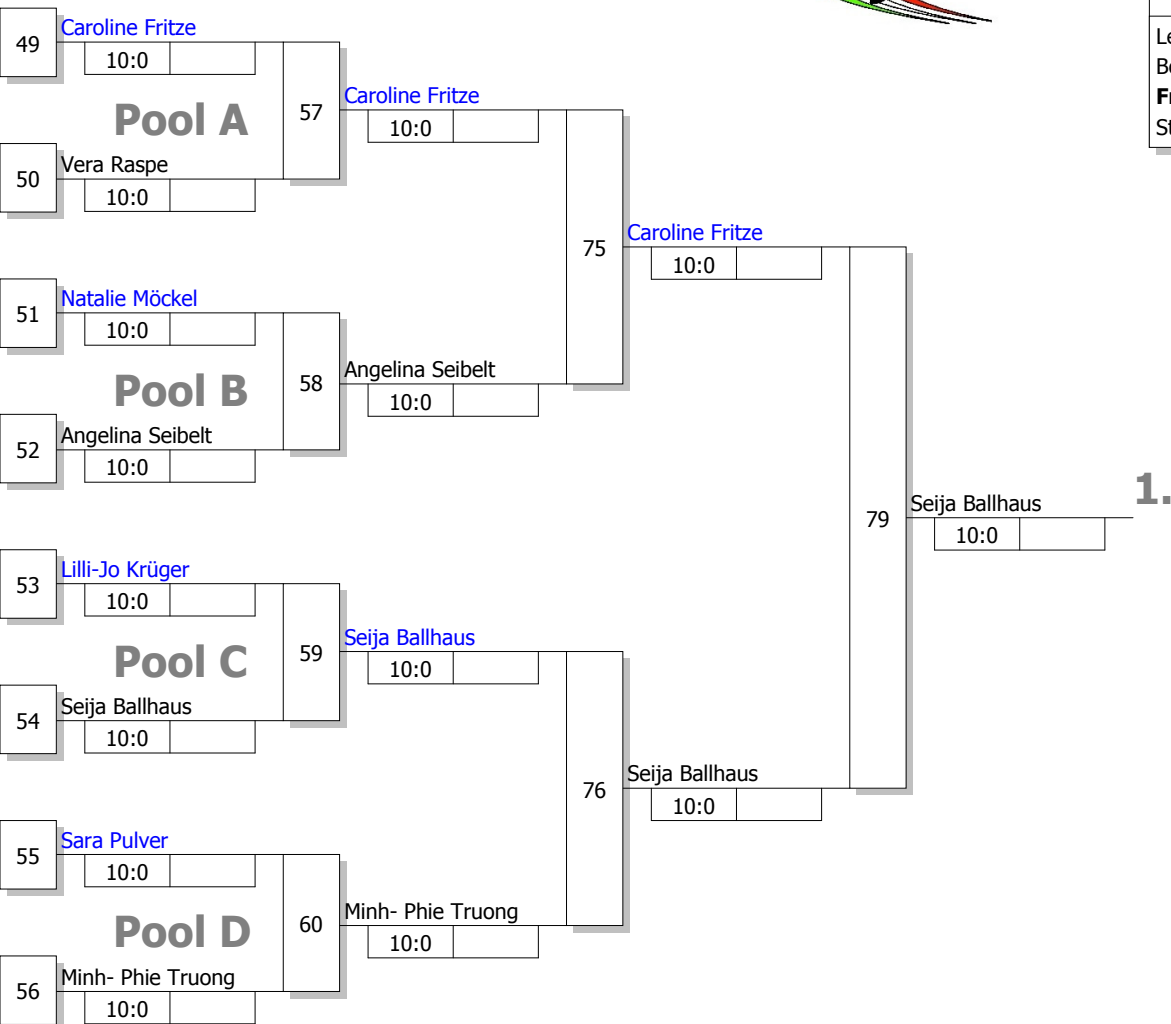 49
Caroline Fritze
10:0
Pool A
57
Caroline Fritze
10:0
50
Vera Raspe
10:0
75
Caroline Fritze
10:0
51
Natalie Möckel
10:0
Pool B
58
Angelina Seibelt
10:0
52
Angelina Seibelt
10:0
79
Seija Ballhaus
10:0
1.
53
Lilli-Jo Krüger
10:0
Pool C
59
Seija Ballhaus
10:0
54
Seija Ballhaus
10:0
76
Seija Ballhaus
10:0
55
Sara Pulver
10:0
Pool D
60
Minh- Phie Truong
10:0
56
Minh- Phie Truong
10:0